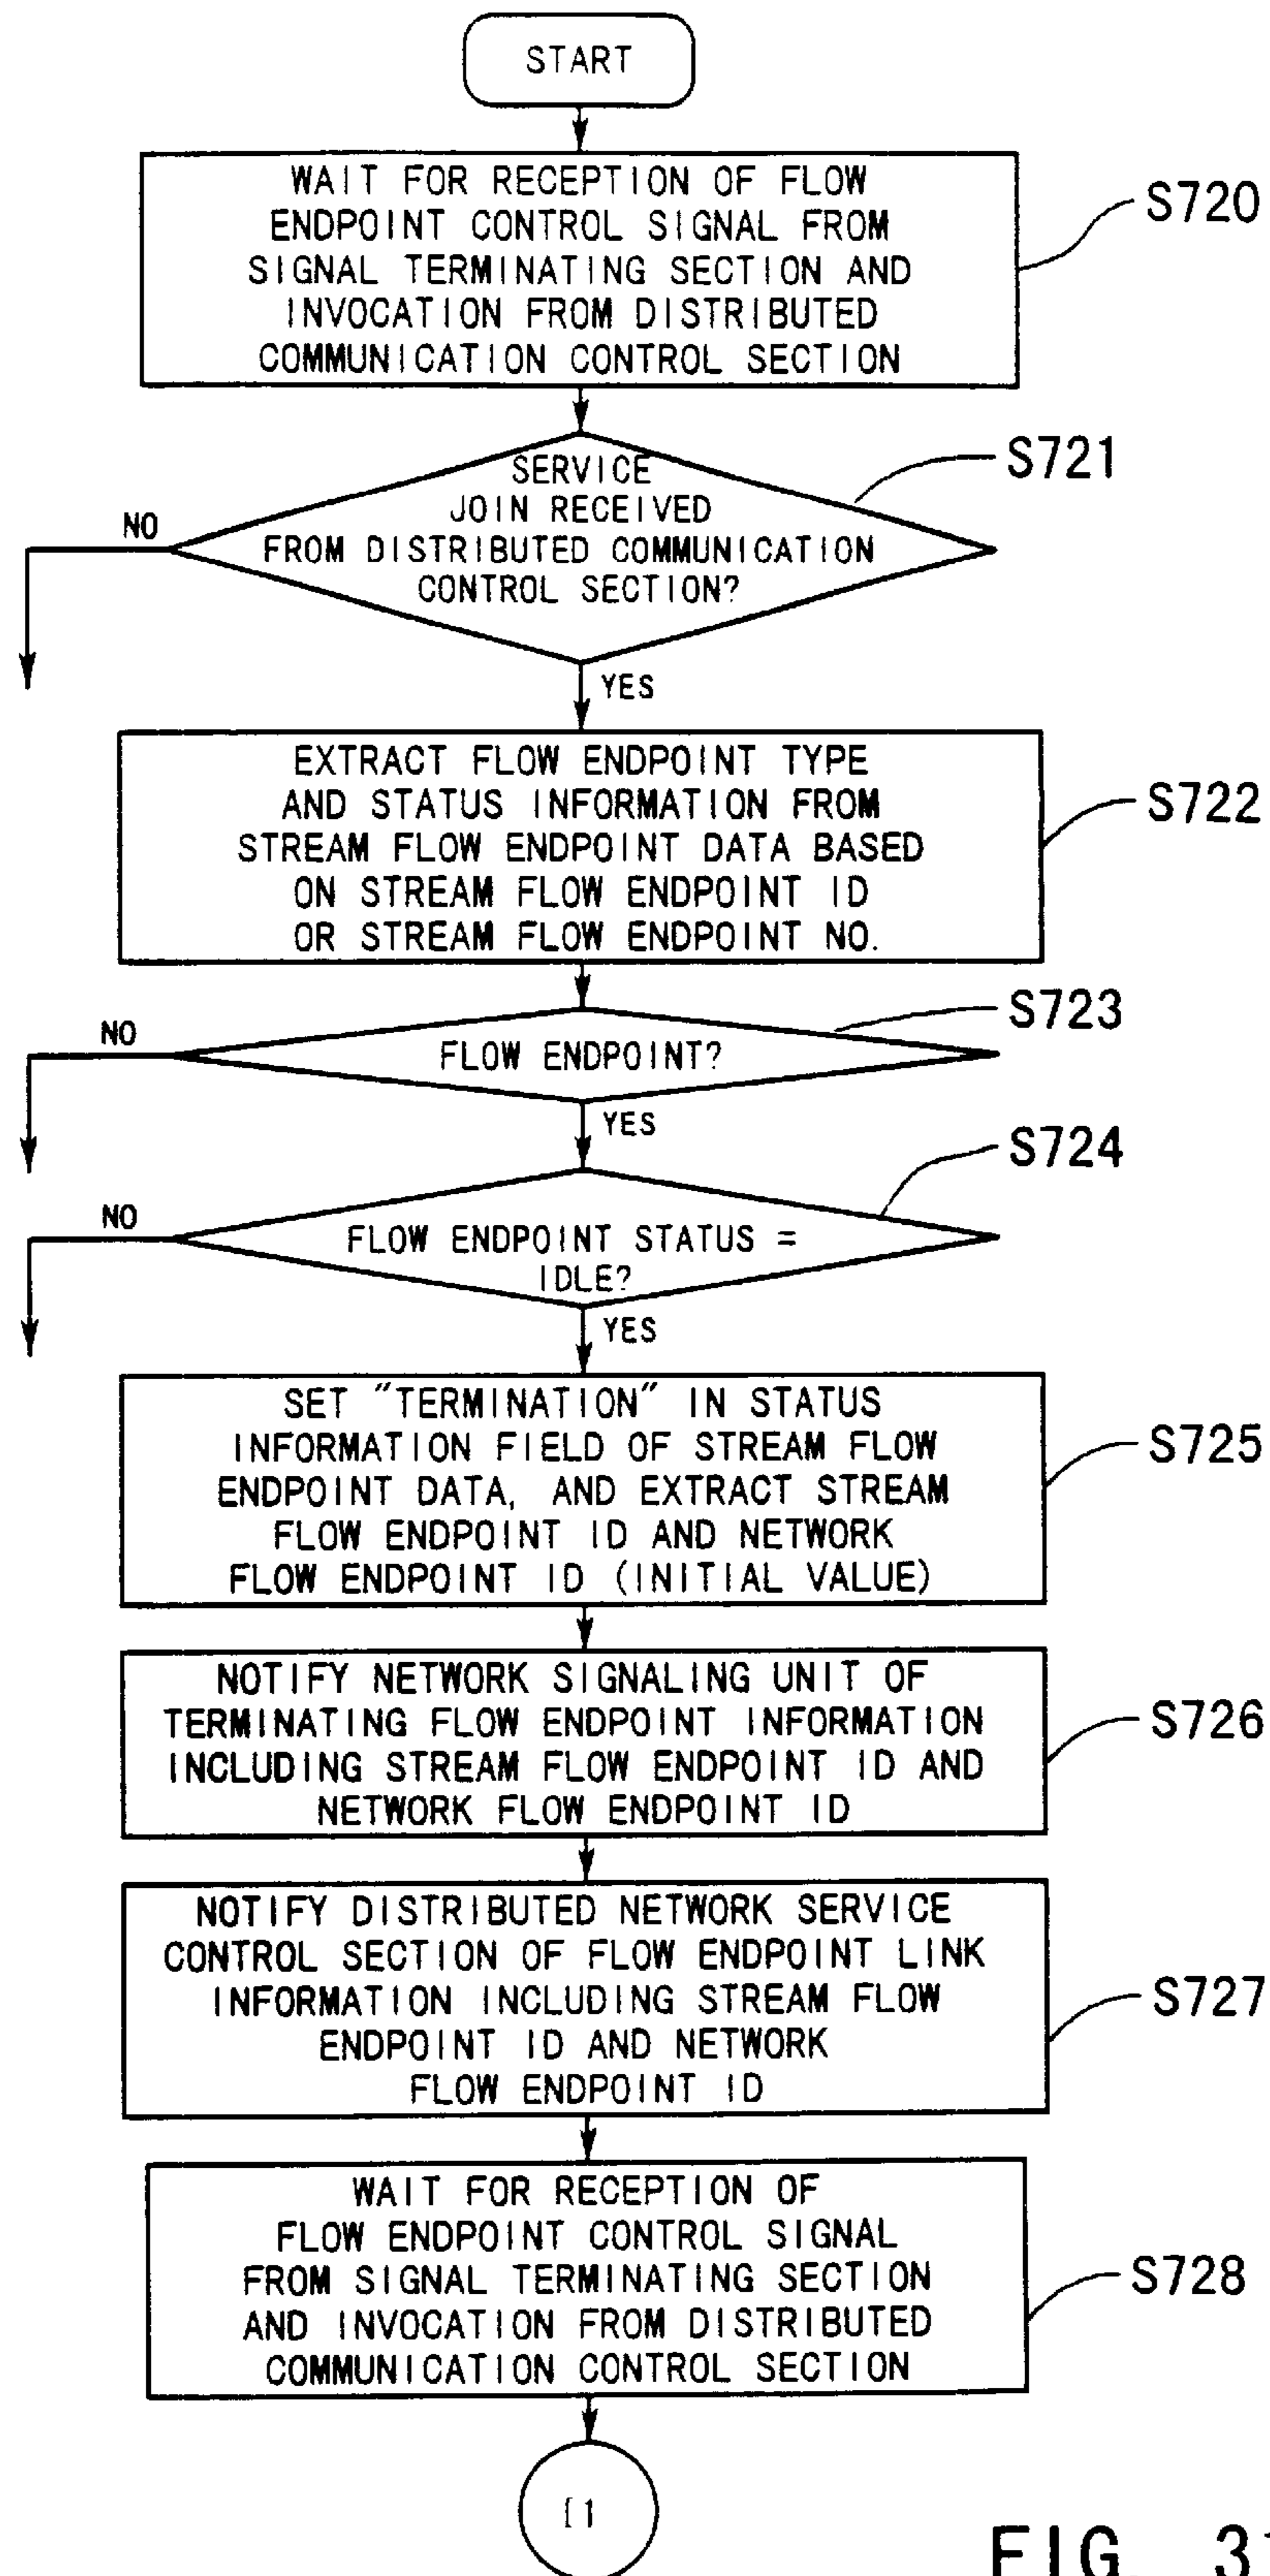 START
WAIT FOR RECEPTION OF FLOW
ENDPOINT CONTROL SIGNAL FROM
SIGNAL TERMINATING SECTION AND
INVOCATION FROM DISTRIBUTED
COMMUNICATION CONTROL SECTION
S720
SERVICE
JOIN RECEIVED
FROM DISTRIBUTED COMMUNICATION
CONTROL SECTION?
S721
NO
YES
EXTRACT FLOW ENDPOINT TYPE
AND STATUS INFORMATION FROM
STREAM FLOW ENDPOINT DATA BASED
ON STREAM FLOW ENDPOINT ID
OR STREAM FLOW ENDPOINT NO.
S722
FLOW ENDPOINT?
S723
NO
YES
FLOW ENDPOINT STATUS =
IDLE?
S724
NO
YES
SET "TERMINATION" IN STATUS
INFORMATION FIELD OF STREAM FLOW
ENDPOINT DATA, AND EXTRACT STREAM
FLOW ENDPOINT ID AND NETWORK
FLOW ENDPOINT ID (INITIAL VALUE)
S725
NOTIFY NETWORK SIGNALING UNIT OF
TERMINATING FLOW ENDPOINT INFORMATION
INCLUDING STREAM FLOW ENDPOINT ID AND
NETWORK FLOW ENDPOINT ID
S726
NOTIFY DISTRIBUTED NETWORK SERVICE
CONTROL SECTION OF FLOW ENDPOINT LINK
INFORMATION INCLUDING STREAM FLOW
ENDPOINT ID AND NETWORK
FLOW ENDPOINT ID
S727
WAIT FOR RECEPTION OF
FLOW ENDPOINT CONTROL SIGNAL
FROM SIGNAL TERMINATING SECTION
AND INVOCATION FROM DISTRIBUTED
COMMUNICATION CONTROL SECTION
S728
FIG.